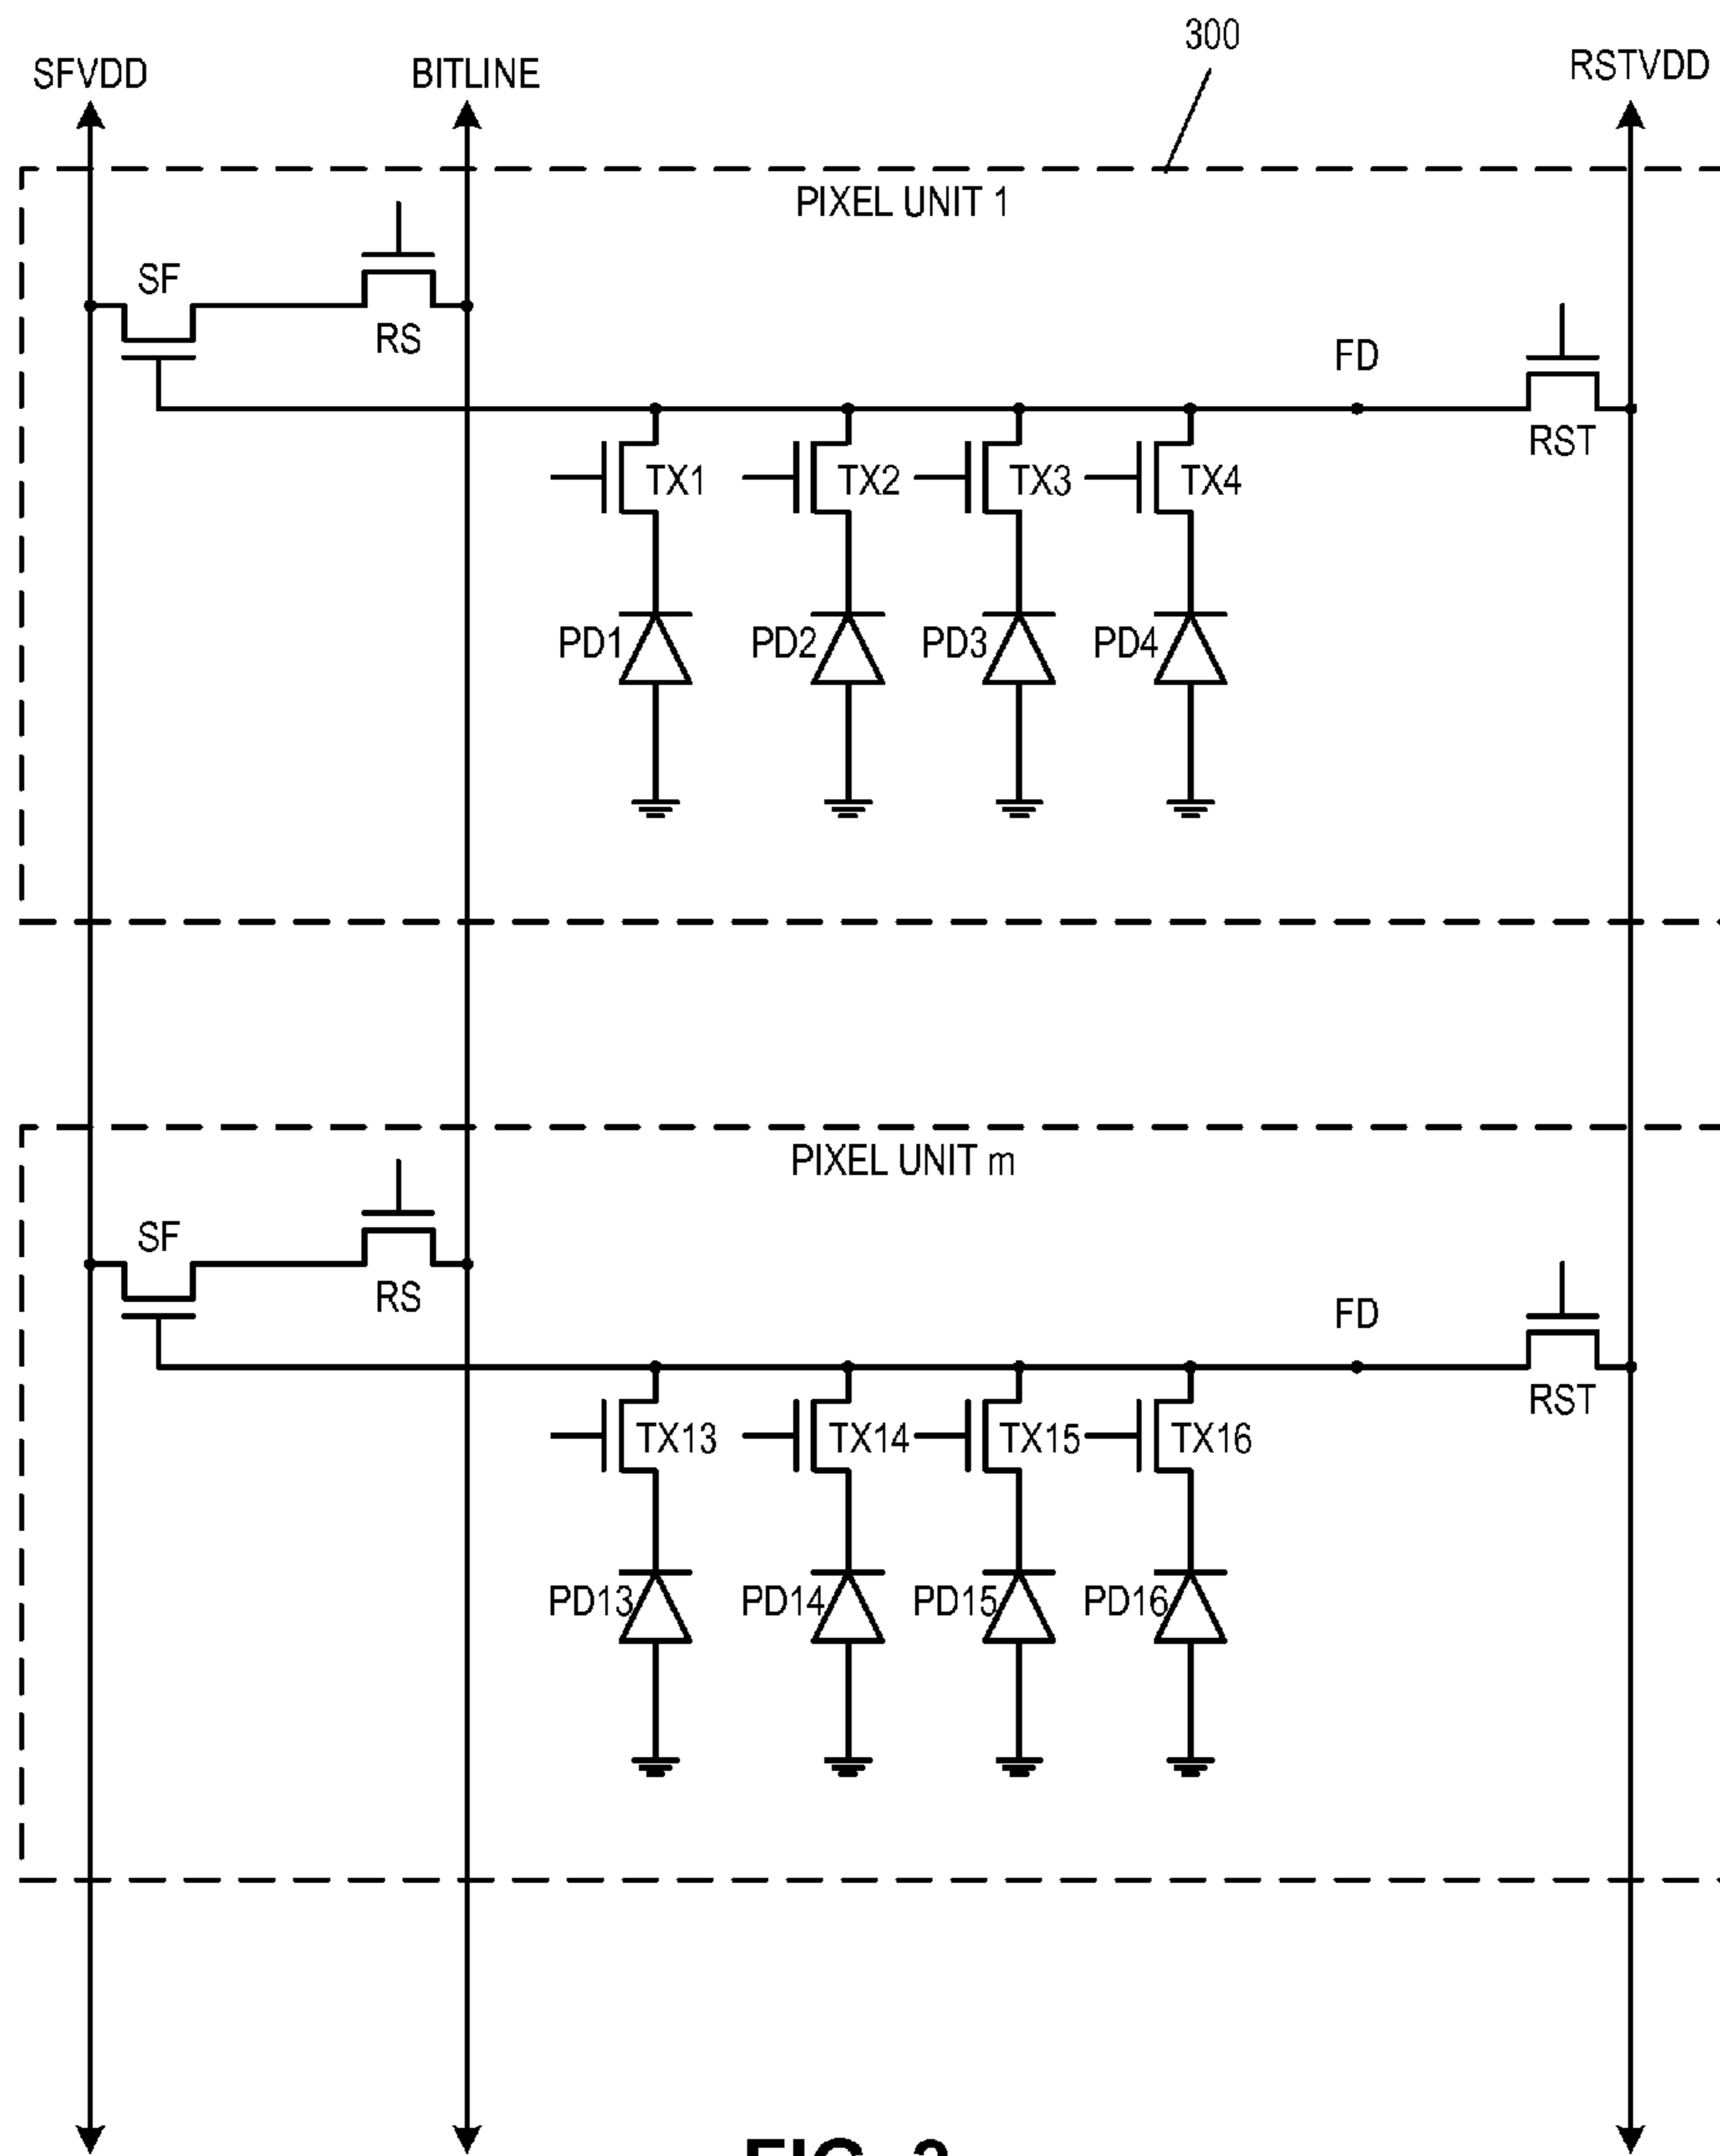 300
SFVDD BITLINE RSTVDD
PIXEL UNIT 1
SF
RS
FD
RST
TX1 TX2 TX3 TX4
PD1 PD2 PD3 PD4
PIXEL UNIT m
SF
RS
FD
RST
TX13 TX14 TX15 TX16
PD13 PD14 PD15 PD16
FIG.